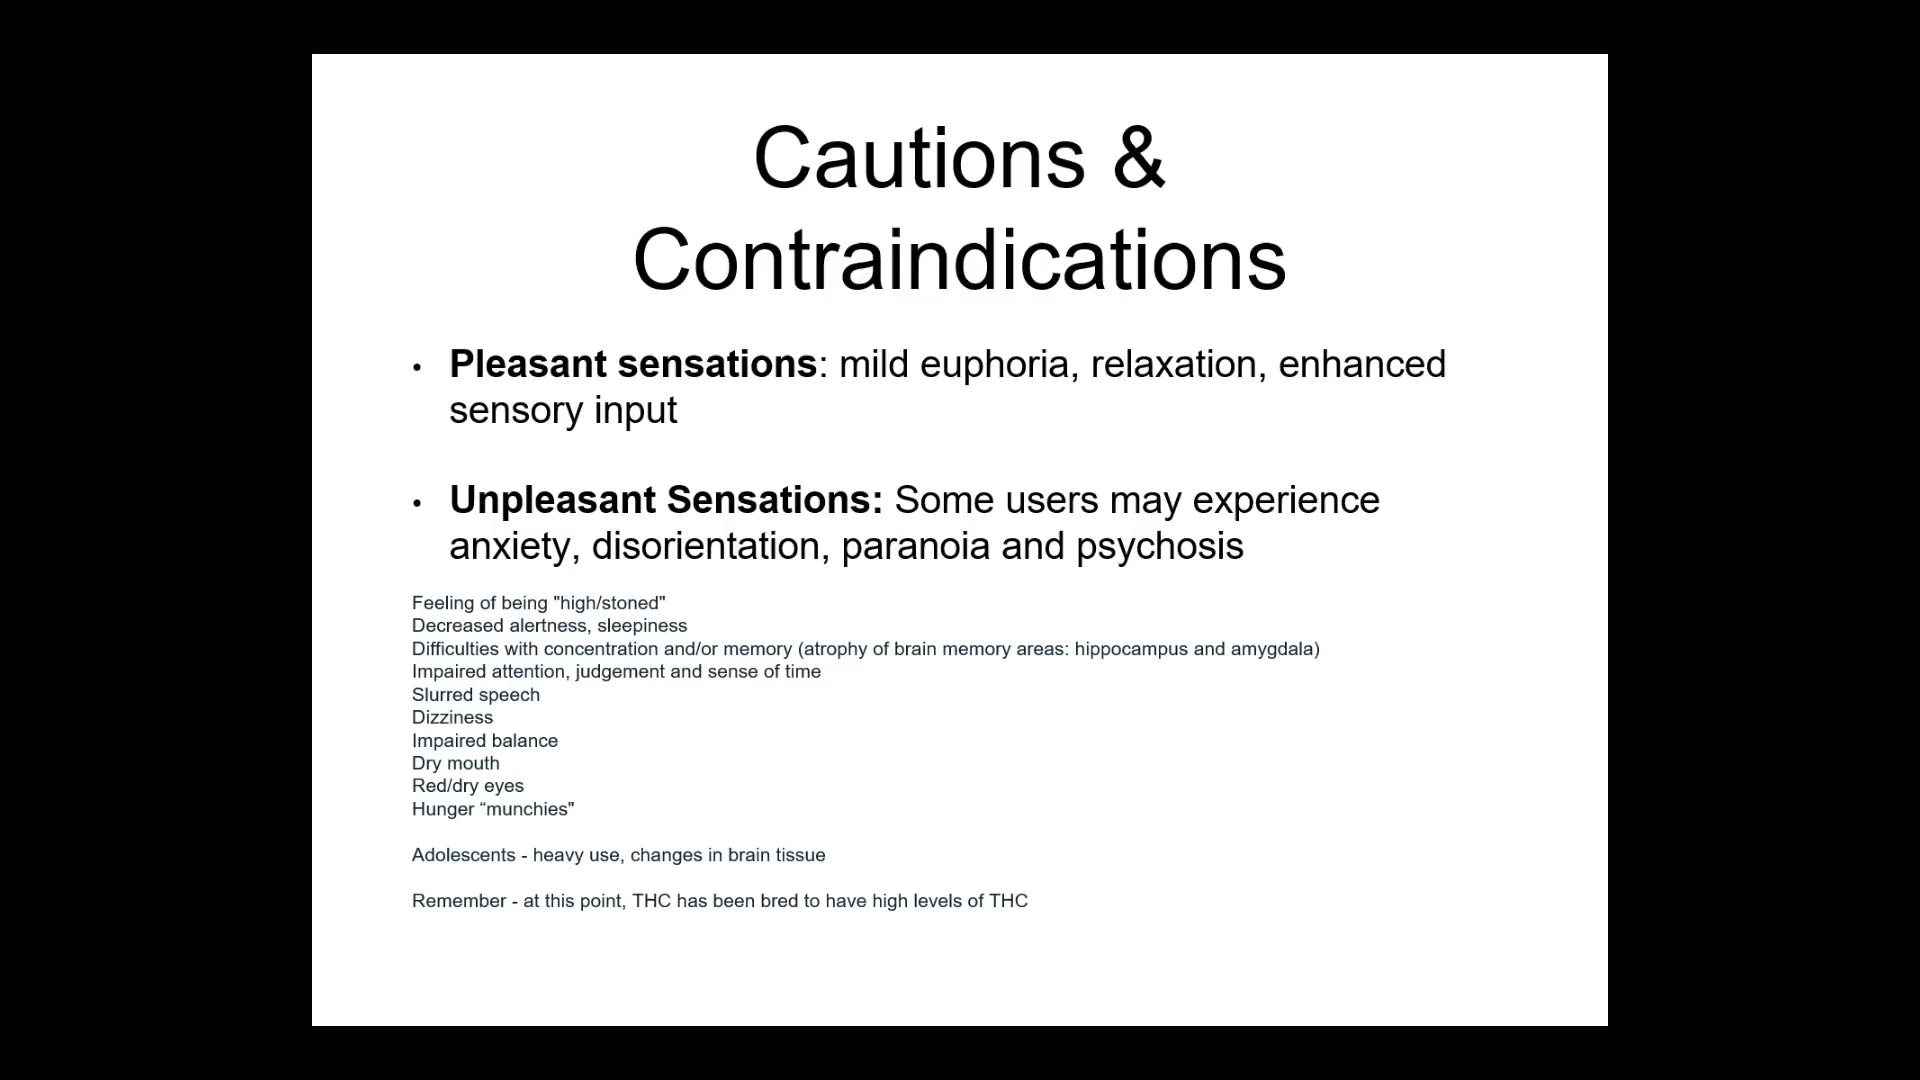 Cautions &
Contraindications
• Pleasant sensations: mild euphoria, relaxation, enhanced
sensory input
• Unpleasant Sensations: Some users may experience
anxiety, disorientation, paranoia and psychosis
Feeling of being "high/stoned"
Decreased alertness, sleepiness
Difficulties with concentration and/or memory (atrophy of brain memory areas: hippocampus and amygdala)
Impaired attention, judgement and sense of time
Slurred speech
Dizziness
Impaired balance
Dry mouth
Red/dry eyes
Hunger “munchies"
Adolescents - heavy use, changes in brain tissue
Remember - at this point, THC has been bred to have high levels of THC